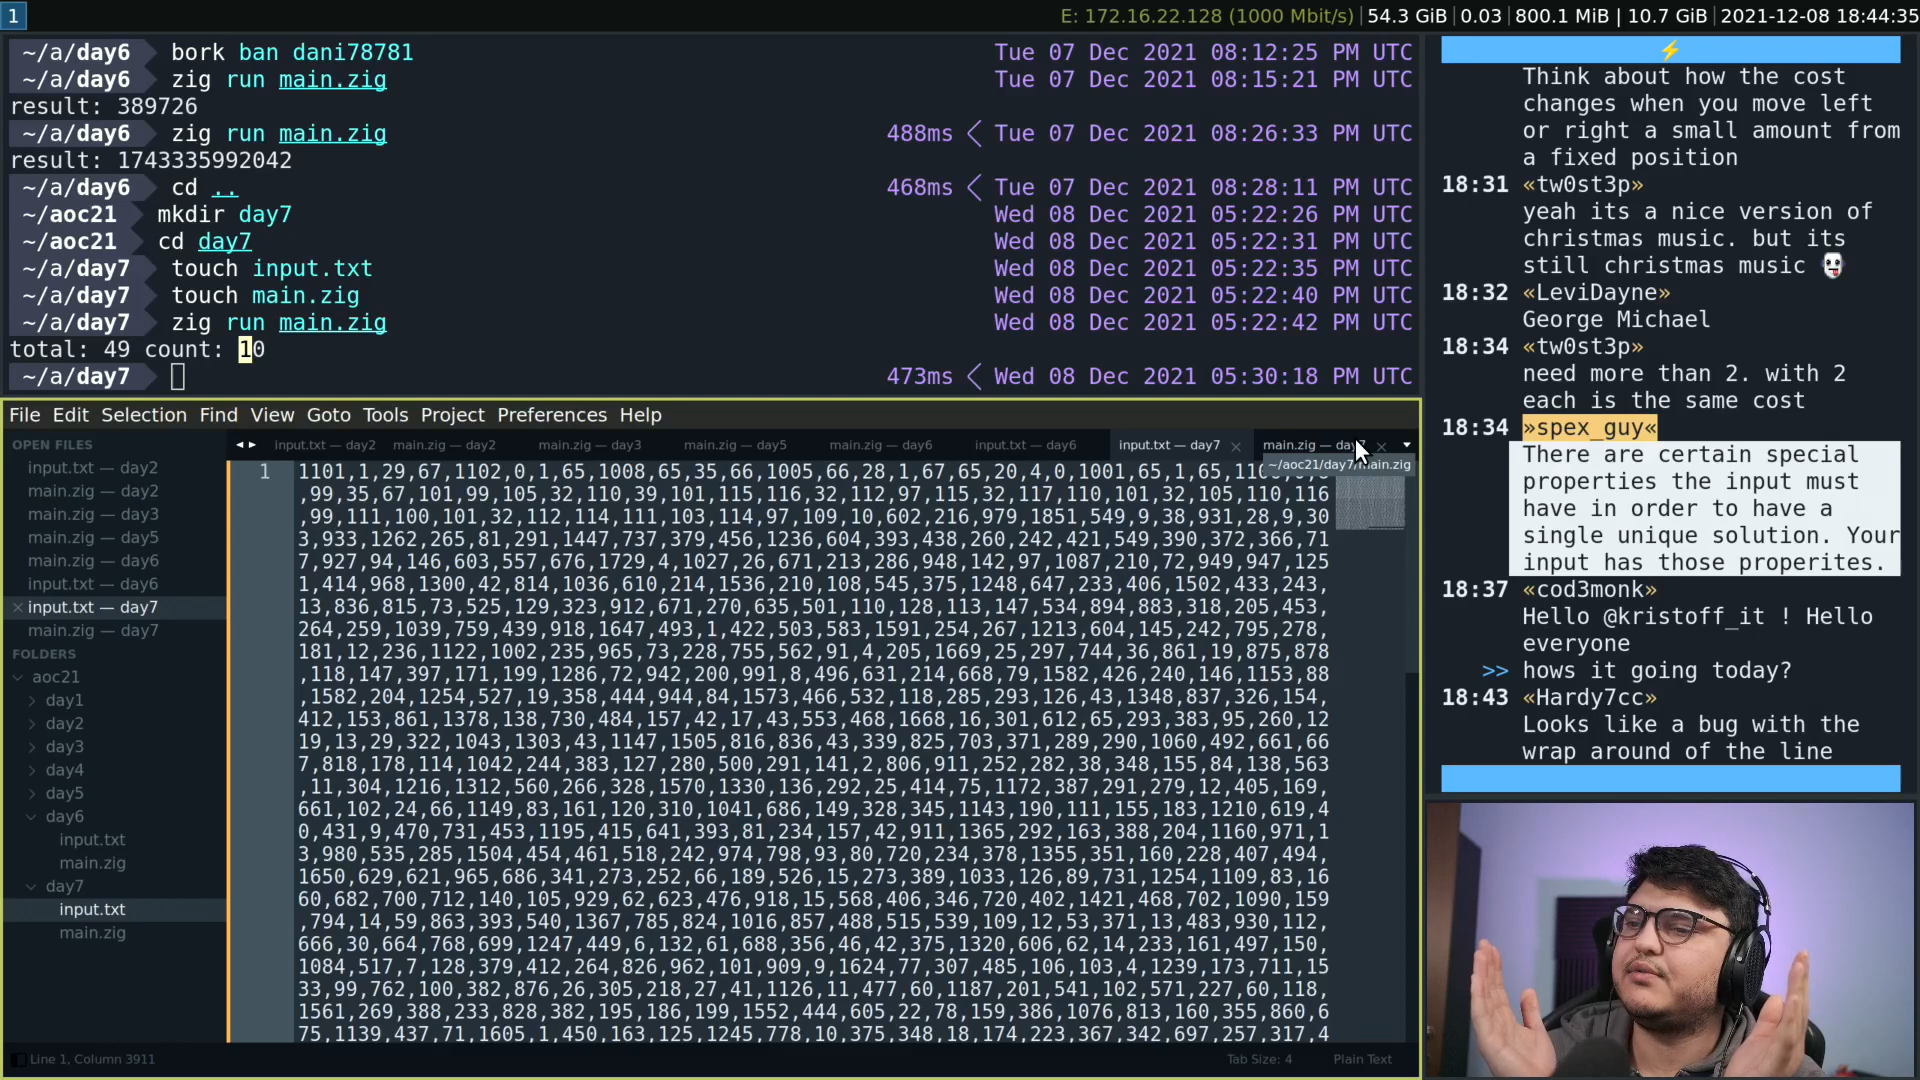 1
E: 172.16.22.128 (1000 Mbit/s) | 54.3 GiB | 0.03 | 800.1 MiB | 10.7 GiB | 2021-12-08 18:44:35
~/a/day6 bork ban dani78781 Tue 07 Dec 2021 08:12:25 PM UTC
~/a/day6 zig run main.zig Tue 07 Dec 2021 08:15:21 PM UTC
result: 389726
~/a/day6 zig run main.zig 488ms < Tue 07 Dec 2021 08:26:33 PM UTC
result: 1743335992042
~/a/day6 cd .. 468ms < Tue 07 Dec 2021 08:28:11 PM UTC
~/aoc21 mkdir day7 Wed 08 Dec 2021 05:22:26 PM UTC
~/aoc21 cd day7 Wed 08 Dec 2021 05:22:31 PM UTC
~/a/day7 touch input.txt Wed 08 Dec 2021 05:22:35 PM UTC
~/a/day7 touch main.zig Wed 08 Dec 2021 05:22:40 PM UTC
~/a/day7 zig run main.zig Wed 08 Dec 2021 05:22:42 PM UTC
total: 49 count: 10
~/a/day7 473ms < Wed 08 Dec 2021 05:30:18 PM UTC
File Edit Selection Find View Goto Tools Project Preferences Help
OPEN FILES
input.txt — day2
main.zig — day2
main.zig — day3
main.zig — day5
main.zig — day6
input.txt — day6
input.txt — day7
main.zig — day7
FOLDERS
aoc21
day1
day2
day3
day4
day5
day6
input.txt
main.zig
day7
input.txt
main.zig
input.txt — day2 main.zig — day2 main.zig — day3 main.zig — day5 main.zig — day6 input.txt — day6 input.txt — day7 main.zig — day7
~/aoc21/day7/main.zig
1
1101,1,29,67,1102,0,1,65,1008,65,35,66,1005,66,28,1,67,65,20,4,0,1001,65,1,65,
,99,35,67,101,99,105,32,110,39,101,115,116,32,112,97,115,32,117,110,101,32,105,110,116
,99,111,100,101,32,112,114,111,103,114,97,109,10,602,216,979,1851,549,9,38,931,28,9,30
3,933,1262,265,81,291,1447,737,379,456,1236,604,393,438,260,242,421,549,390,372,366,71
7,927,94,146,603,557,676,1729,4,1027,26,671,213,286,948,142,97,1087,210,72,949,947,125
1,414,968,1300,42,814,1036,610,214,1536,210,108,545,375,1248,647,233,406,1502,433,243,
13,836,815,73,525,129,323,912,671,270,635,501,110,128,113,147,534,894,883,318,205,453,
264,259,1039,759,439,918,1647,493,1,422,503,583,1591,254,267,1213,604,145,242,795,278,
181,12,236,1122,1002,235,965,73,228,755,562,91,4,205,1669,25,297,744,36,861,19,875,878
,118,147,397,171,199,1286,72,942,200,991,8,496,631,214,668,79,1582,426,240,146,1153,88
,1582,204,1254,527,19,358,444,944,84,1573,466,532,118,285,293,126,43,1348,837,326,154,
412,153,861,1378,138,730,484,157,42,17,43,553,468,1668,16,301,612,65,293,383,95,260,12
19,13,29,322,1043,1303,43,1147,1505,816,836,43,339,825,703,371,289,290,1060,492,661,66
7,818,178,114,1042,244,383,127,280,500,291,141,2,806,911,252,282,38,348,155,84,138,563
,11,304,1216,1312,560,266,328,1570,1330,136,292,25,414,75,1172,387,291,279,12,405,169,
661,102,24,66,1149,83,161,120,310,1041,686,149,328,345,1143,190,111,155,183,1210,619,4
0,431,9,470,731,453,1195,415,641,393,81,234,157,42,911,1365,292,163,388,204,1160,971,1
3,980,535,285,1504,454,461,518,242,974,798,93,80,720,234,378,1355,351,160,228,407,494,
1650,629,621,965,686,341,273,252,66,189,526,15,273,389,1033,126,89,731,1254,1109,83,16
60,682,700,712,140,105,929,62,623,476,918,15,568,406,346,720,402,1421,468,702,1090,159
,794,14,59,863,393,540,1367,785,824,1016,857,488,515,539,109,12,53,371,13,483,930,112,
666,30,664,768,699,1247,449,6,132,61,688,356,46,42,375,1320,606,62,14,233,161,497,150,
1084,517,7,128,379,412,264,826,962,101,909,9,1624,77,307,485,106,103,4,1239,173,711,15
33,99,762,100,382,876,26,305,218,27,41,1126,11,477,60,1187,201,541,102,571,227,60,118,
1561,269,388,233,828,382,195,186,199,1552,444,605,22,78,159,386,1076,813,160,355,860,6
75,1139,437,71,1605,1,450,163,125,1245,778,10,375,348,18,174,223,367,342,697,257,317,4
Line 1, Column 3911 Tab Size: 4 Plain Text
Think about how the cost
changes when you move left
or right a small amount from
a fixed position
18:31 «tw0st3p»
yeah its a nice version of
christmas music. but its
still christmas music
18:32 «LeviDayne»
George Michael
18:34 «tw0st3p»
need more than 2. with 2
each is the same cost
18:34 »spex_guy«
There are certain special
properties the input must
have in order to have a
single unique solution. Your
input has those properites.
18:37 «cod3monk»
Hello @kristoff_it ! Hello
everyone
>> hows it going today?
18:43 «Hardy7cc»
Looks like a bug with the
wrap around of the line